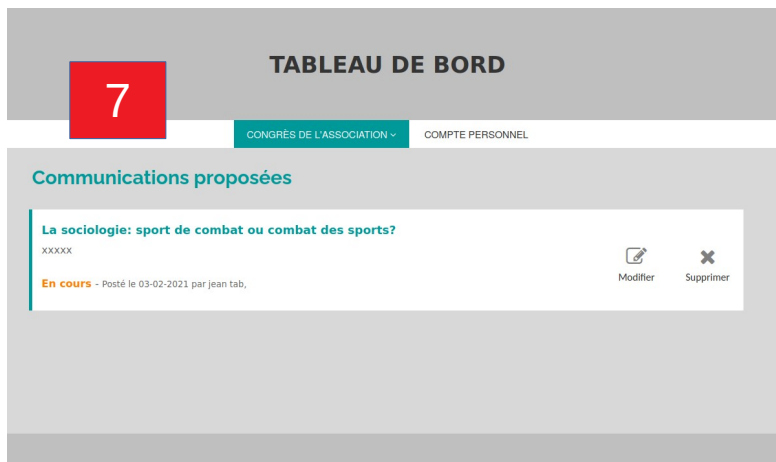 TABLEAU DE BORD
7
CONGRÈS DE L'ASSOCIATION
COMPTE PERSONNEL
Communications proposées
La sociologie: sport de combat ou combat des sports?
xxxxx
En cours - Posté le 03-02-2021 par jean tab,
Modifier
Supprimer